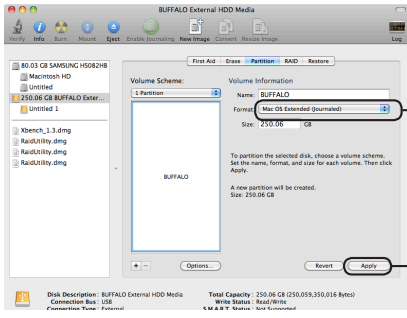 BUFFALO External HDD Media
Verify Info Burn Mount Eject Enable Journaling New Image Convert Resize Image Log
First Aid Erase Partition RAID Restore
80.03 GB SAMSUNG HS082HB
Macintosh HD
Untitled
250.06 GB BUFFALO Exter...
Untitled 1
Xbench_1.3.dmg
RaidUtility.dmg
RaidUtility.dmg
RaidUtility.dmg
Volume Scheme:
1 Partition
BUFFALO
+ - Options...
Volume Information
Name: BUFFALO
Format: Mac OS Extended (Journaled)
Size: 250.06 GB
To partition the selected disk, choose a volume scheme.
Set the name, format, and size for each volume. Then click
Apply.
A new partition will be created.
Size: 250.06 GB
Revert Apply
Disk Description : BUFFALO External HDD Media
Connection Bus : USB
Connection Type : External
Total Capacity : 250.06 GB (250,059,350,016 Bytes)
Write Status : Read/Write
S.M.A.R.T. Status : Not Supported